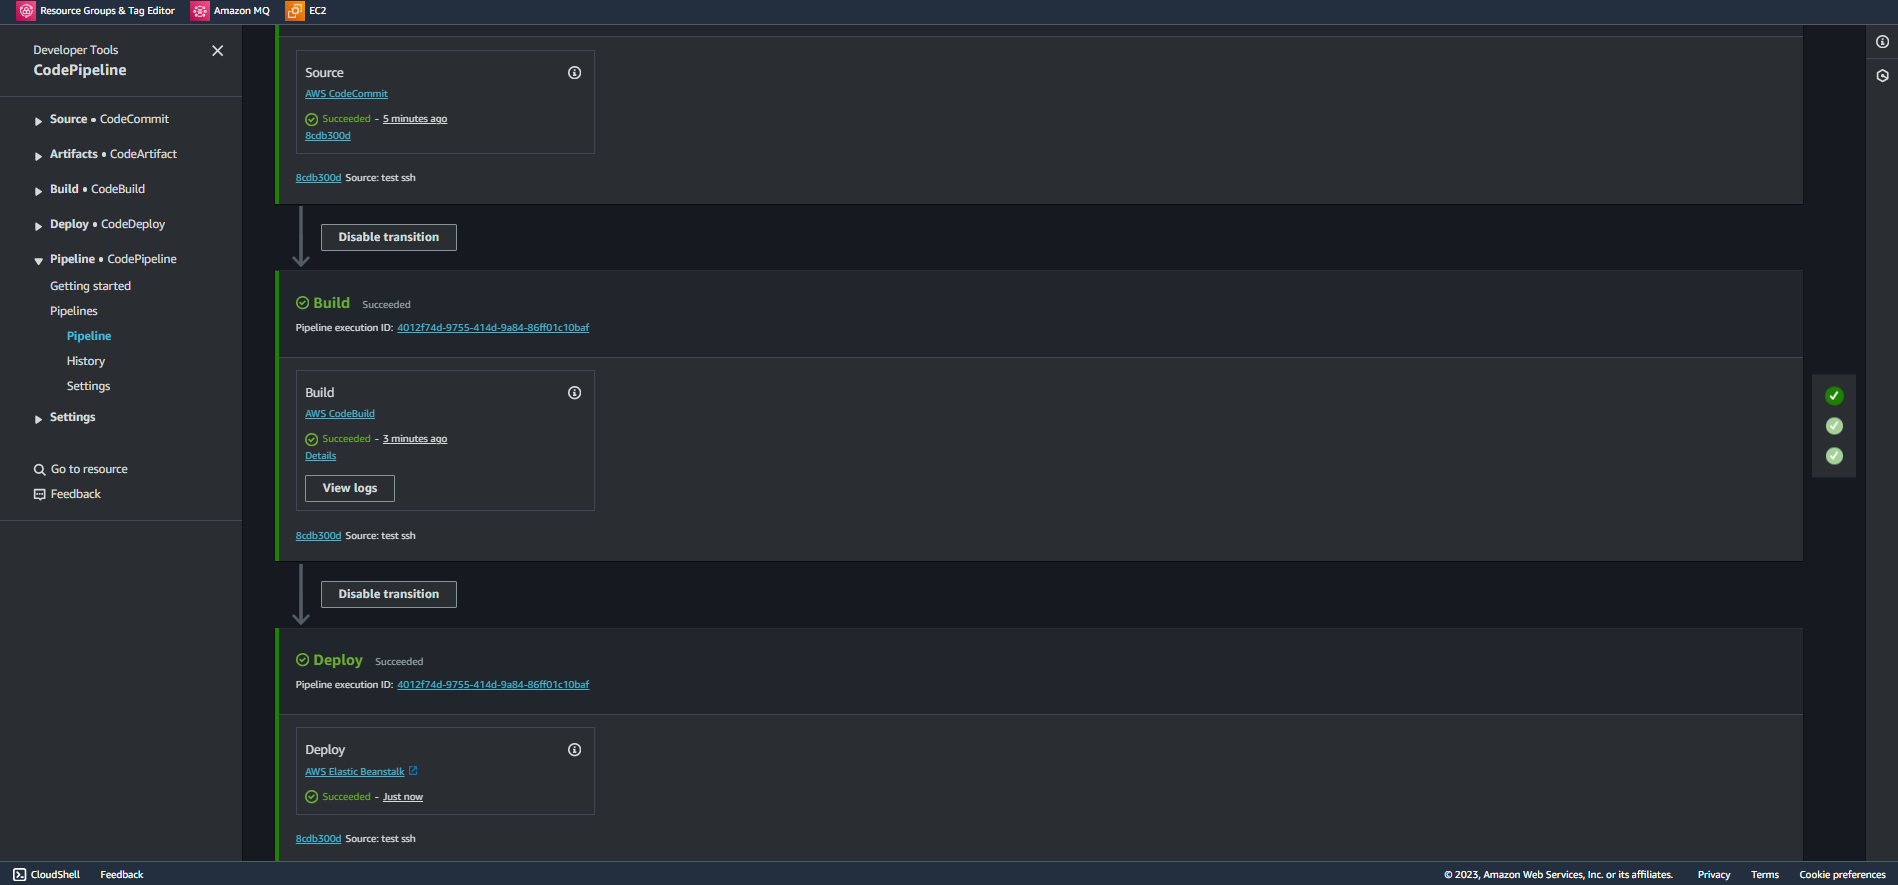 Resource Groups & Tag Editor
Amazon MQ
EC2
Developer Tools
CodePipeline
Source • CodeCommit
Artifacts • CodeArtifact
Build • CodeBuild
Deploy • CodeDeploy
Pipeline • CodePipeline
Getting started
Pipelines
Pipeline
History
Settings
Settings
Go to resource
Feedback
Source
AWS CodeCommit
Succeeded - 5 minutes ago
8cdb300d
8cdb300d Source: test ssh
Disable transition
Build Succeeded
Pipeline execution ID: 4012f74d-9755-414d-9a84-86ff01c10baf
Build
AWS CodeBuild
Succeeded - 3 minutes ago
Details
View logs
8cdb300d Source: test ssh
Disable transition
Deploy Succeeded
Pipeline execution ID: 4012f74d-9755-414d-9a84-86ff01c10baf
Deploy
AWS Elastic Beanstalk
Succeeded - Just now
8cdb300d Source: test ssh
CloudShell
Feedback
© 2023, Amazon Web Services, Inc. or its affiliates.
Privacy
Terms
Cookie preferences